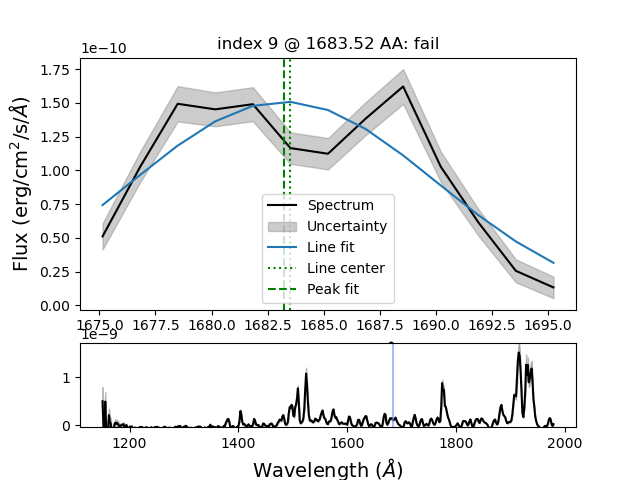 index 9 @ 1683.52 AA: fail
1e−10
1.75
1.50
1.25
1.00
0.75
0.50
0.25
0.00
Flux (erg/cm²/s/Å)
Spectrum
Uncertainty
Line fit
Line center
Peak fit
1675.0 1677.5 1680.0 1682.5 1685.0 1687.5 1690.0 1692.5 1695.0
1e−9
1
0
1200 1400 1600 1800 2000
Wavelength (Å)